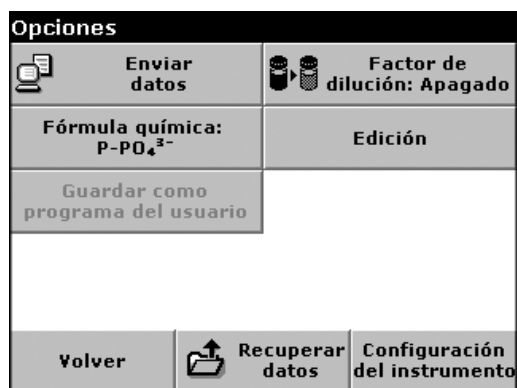 Opciones
Enviar
datos
Factor de
dilución: Apagado
Fórmula química:
P-PO₄³⁻
Edición
Guardar como
programa del usuario
Volver
Recuperar
datos
Configuración
del instrumento